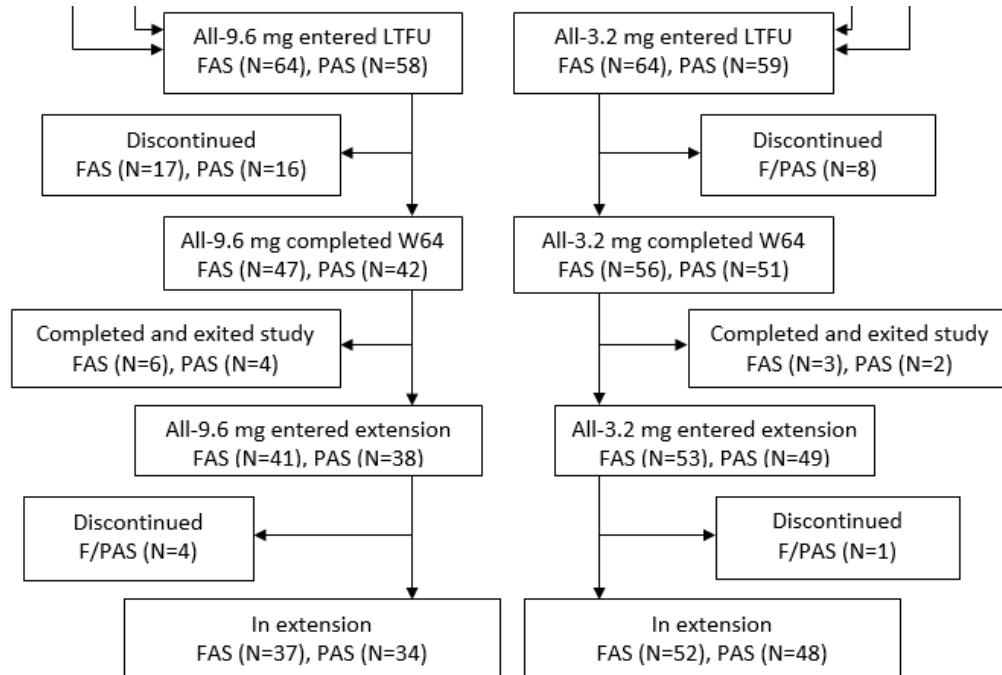 All-9.6 mg entered LTFU
FAS (N=64), PAS (N=58)
All-3.2 mg entered LTFU
FAS (N=64), PAS (N=59)
Discontinued
FAS (N=17), PAS (N=16)
Discontinued
F/PAS (N=8)
All-9.6 mg completed W64
FAS (N=47), PAS (N=42)
All-3.2 mg completed W64
FAS (N=56), PAS (N=51)
Completed and exited study
FAS (N=6), PAS (N=4)
Completed and exited study
FAS (N=3), PAS (N=2)
All-9.6 mg entered extension
FAS (N=41), PAS (N=38)
All-3.2 mg entered extension
FAS (N=53), PAS (N=49)
Discontinued
F/PAS (N=4)
Discontinued
F/PAS (N=1)
In extension
FAS (N=37), PAS (N=34)
In extension
FAS (N=52), PAS (N=48)